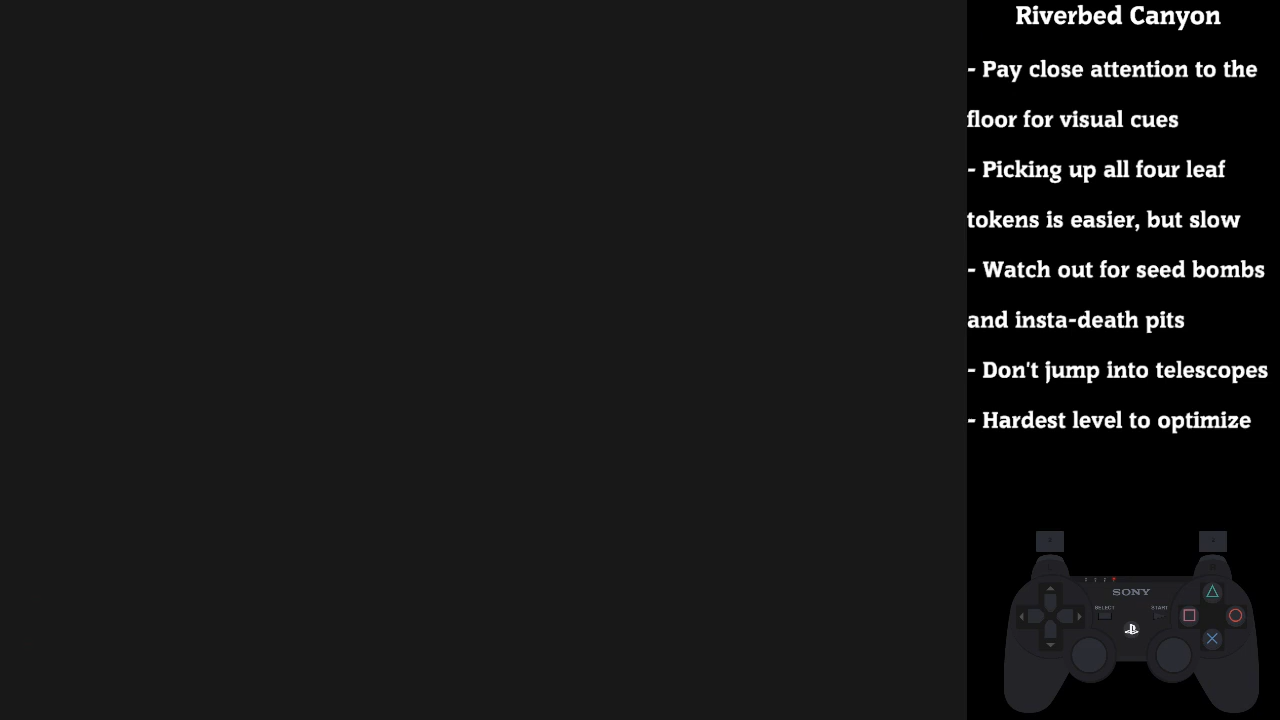 Riverbed Canyon
- Pay close attention to the
floor for visual cues
- Picking up all four leaf
tokens is easier, but slow
- Watch out for seed bombs
and insta-death pits
- Don't jump into telescopes
- Hardest level to optimize
SONY
SELECT
START